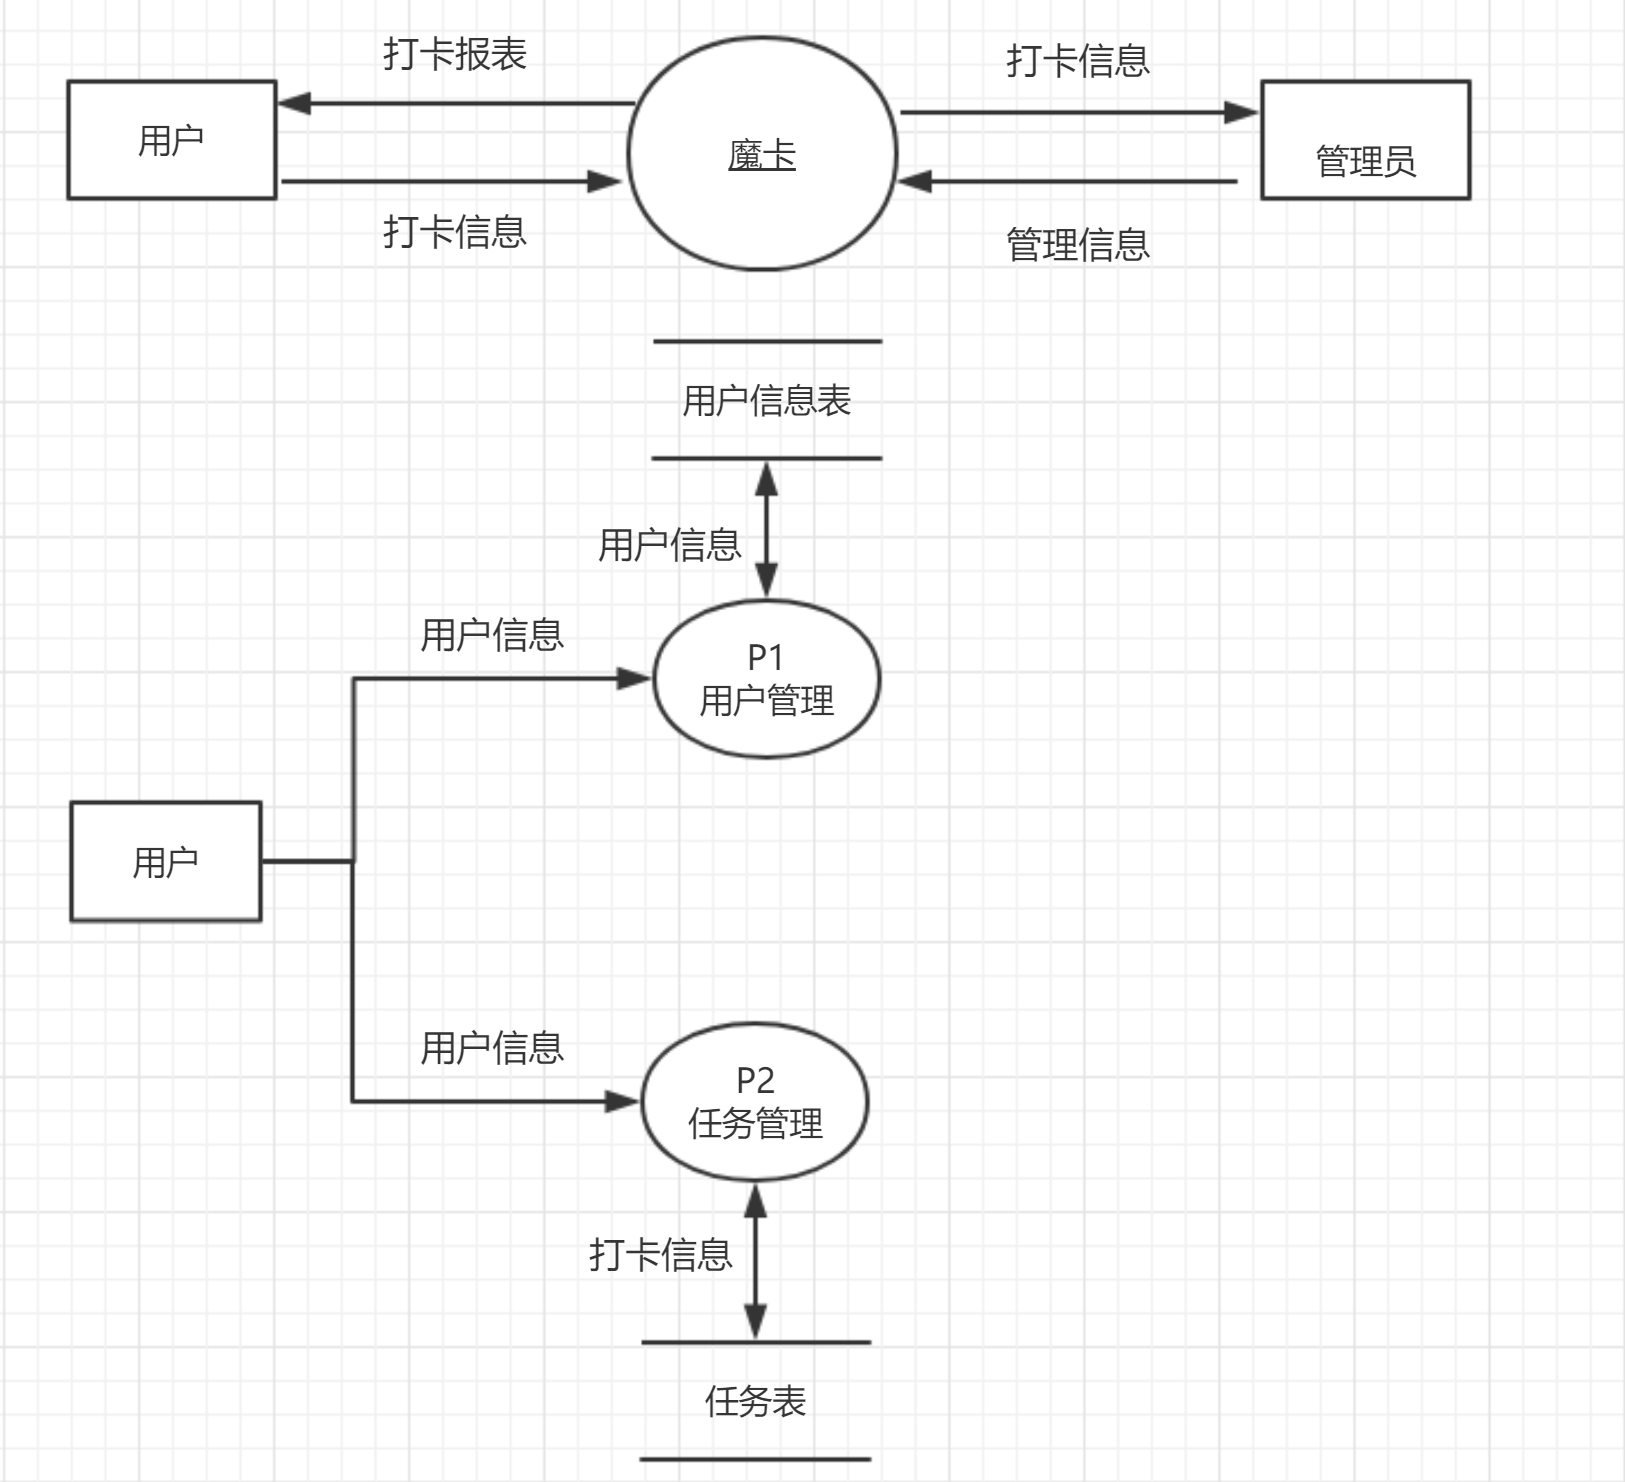 打卡报表
打卡信息
用户
魔卡
管理员
打卡信息
管理信息
用户信息表
用户信息
用户信息
P1
用户管理
用户
用户信息
P2
任务管理
打卡信息
任务表